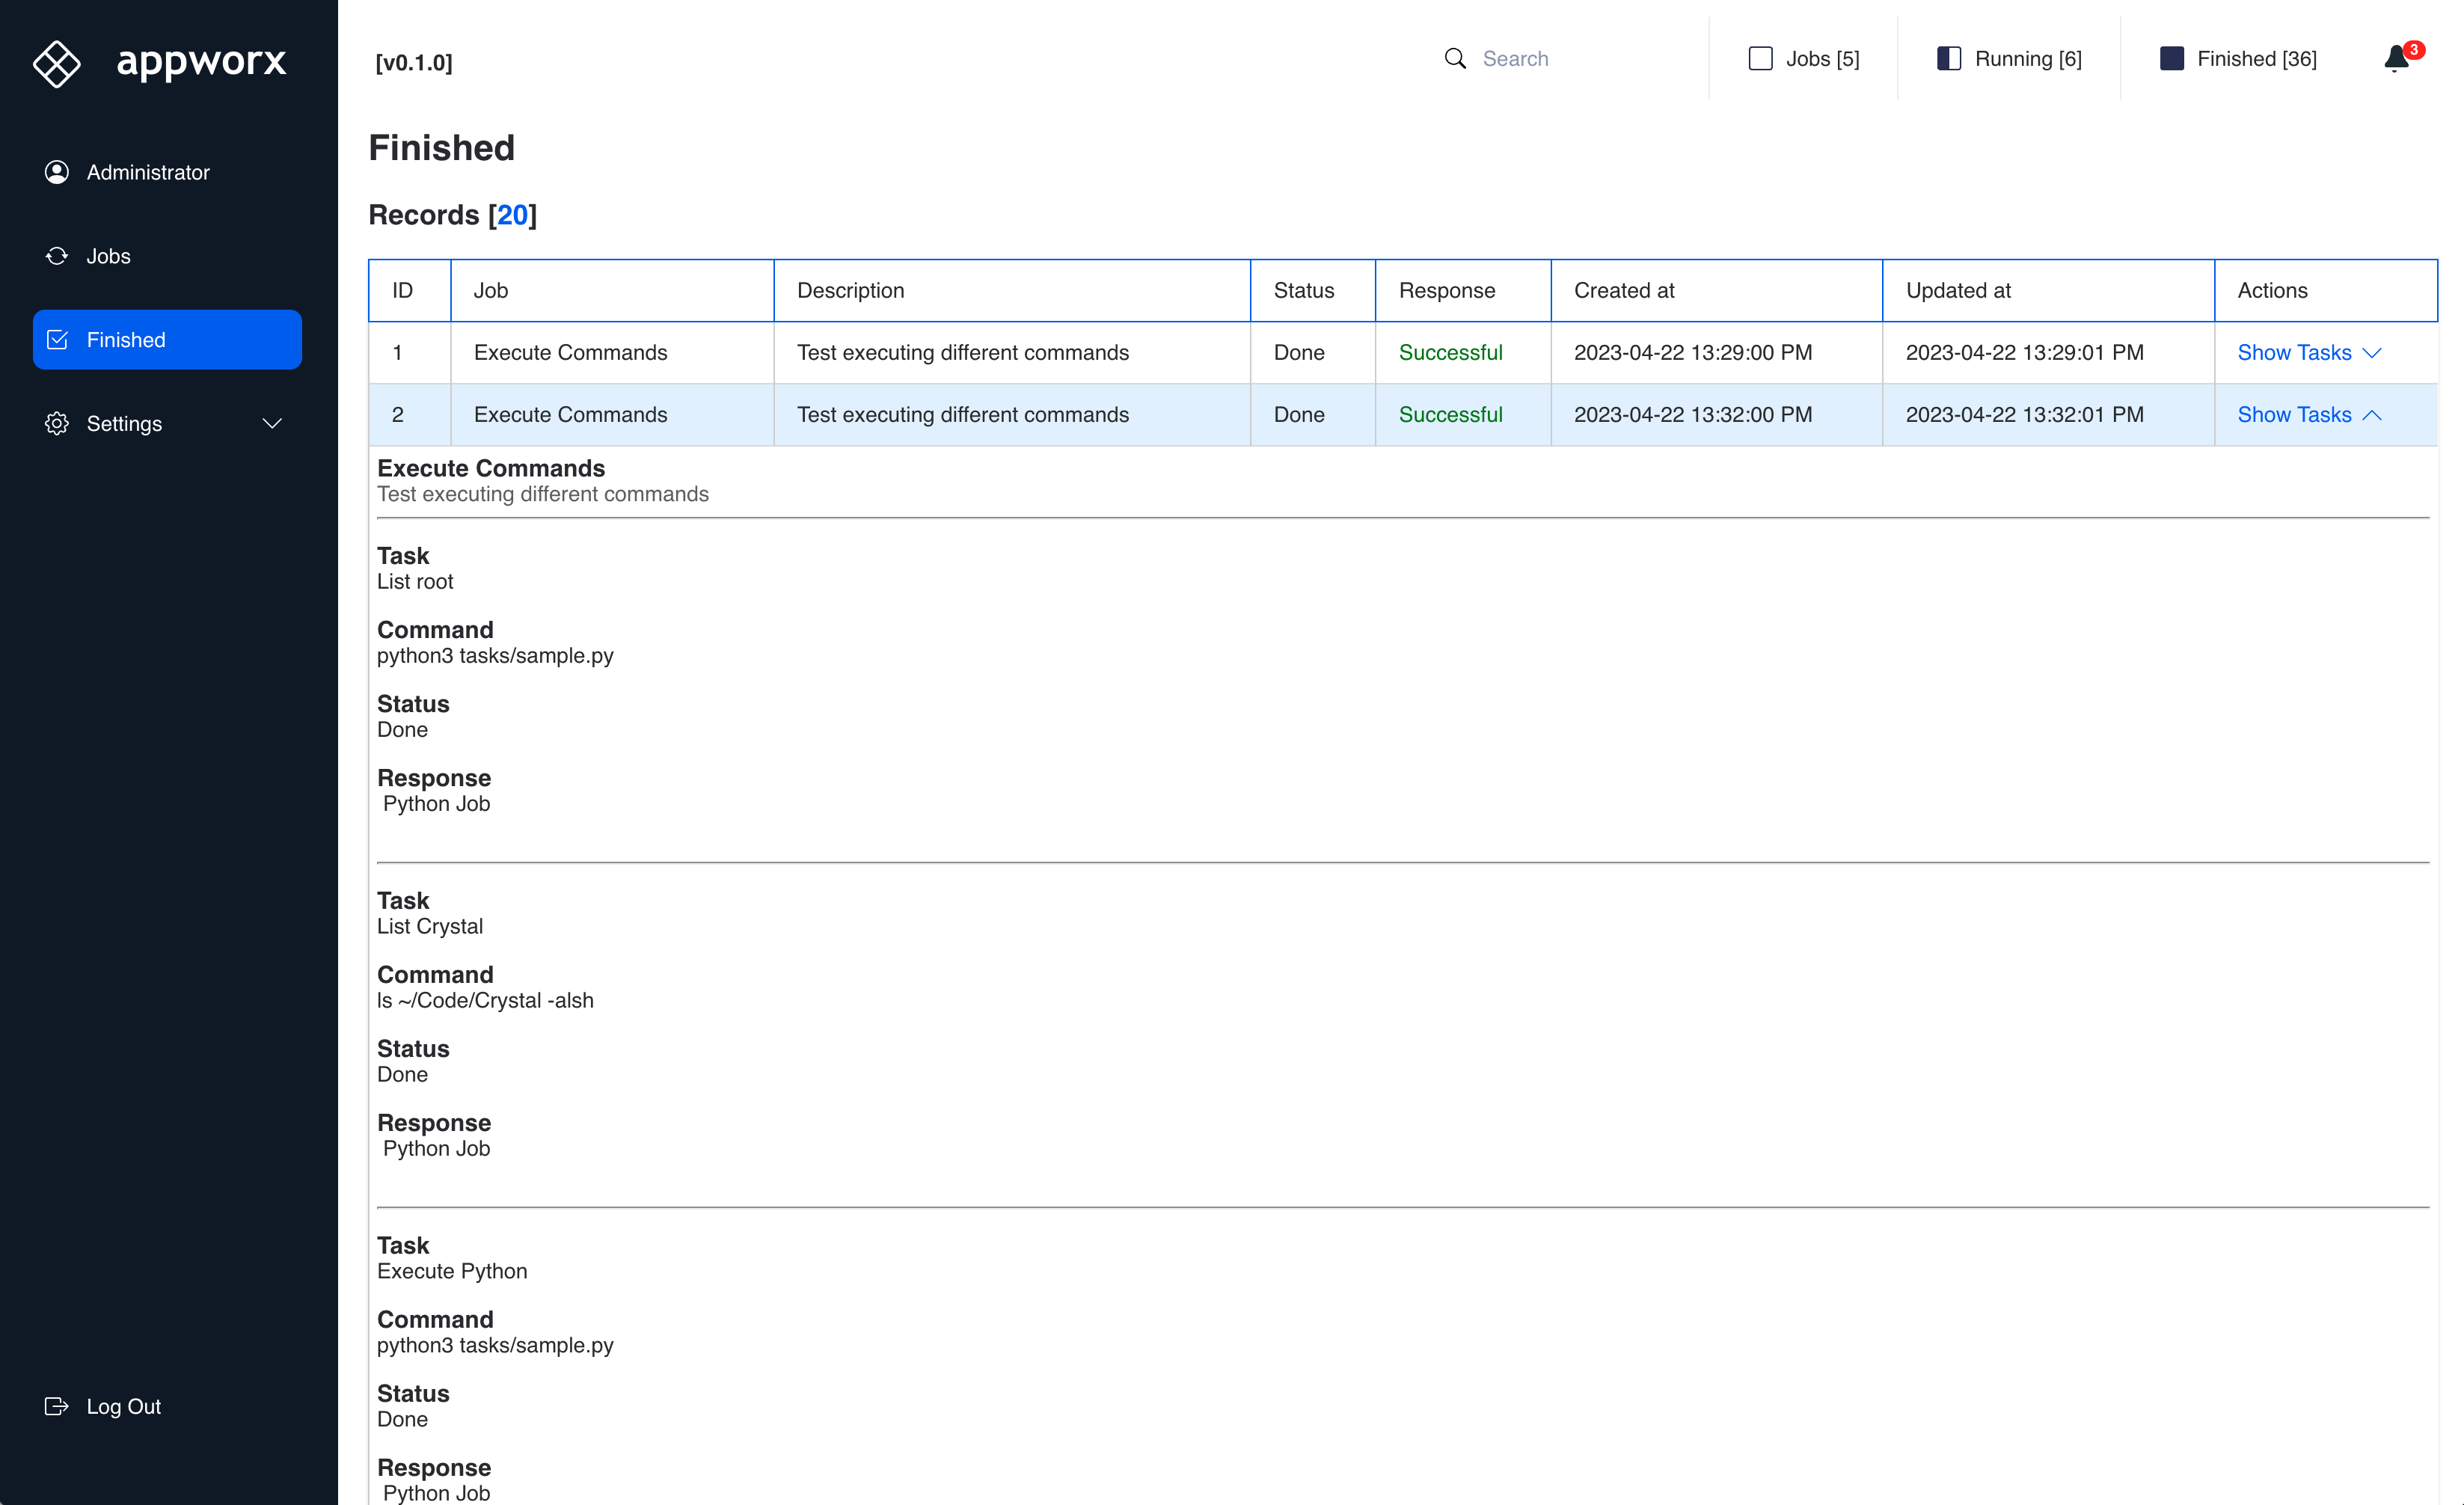 appworx
[v0.1.0]
Search
Jobs [5]
Running [6]
Finished [36]
3
Administrator
Jobs
Finished
Settings
Log Out
Finished
Records [20]
ID Job Description Status Response Created at Updated at Actions
1 Execute Commands Test executing different commands Done Successful 2023-04-22 13:29:00 PM 2023-04-22 13:29:01 PM Show Tasks
2 Execute Commands Test executing different commands Done Successful 2023-04-22 13:32:00 PM 2023-04-22 13:32:01 PM Show Tasks
Execute Commands
Test executing different commands
Task
List root
Command
python3 tasks/sample.py
Status
Done
Response
Python Job
Task
List Crystal
Command
ls ~/Code/Crystal -alsh
Status
Done
Response
Python Job
Task
Execute Python
Command
python3 tasks/sample.py
Status
Done
Response
Python Job